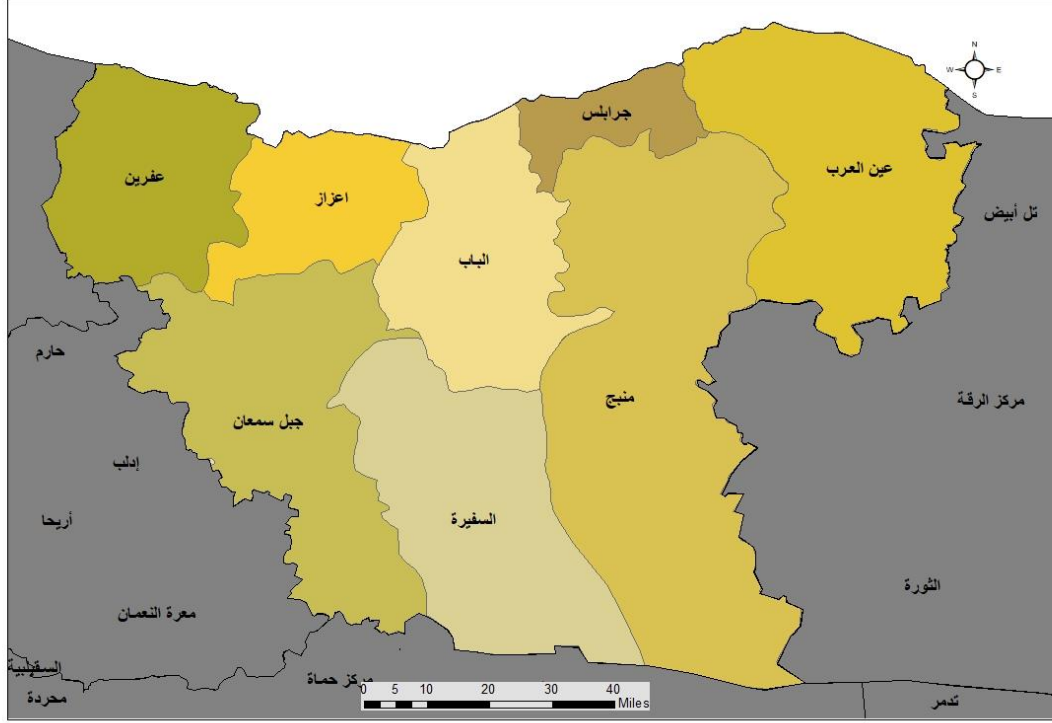 N
W E
S
جرابلس
عين العرب
عفرين
اعزاز
تل أبيض
الباب
حارم
منبج
مركز الرقة
جبل سمعان
إدلب
السفيرة
أريحا
الثورة
معرة النعمان
السقيلبية
مركز حماة
محردة
تدمر
0 5 10 20 30 40
Miles